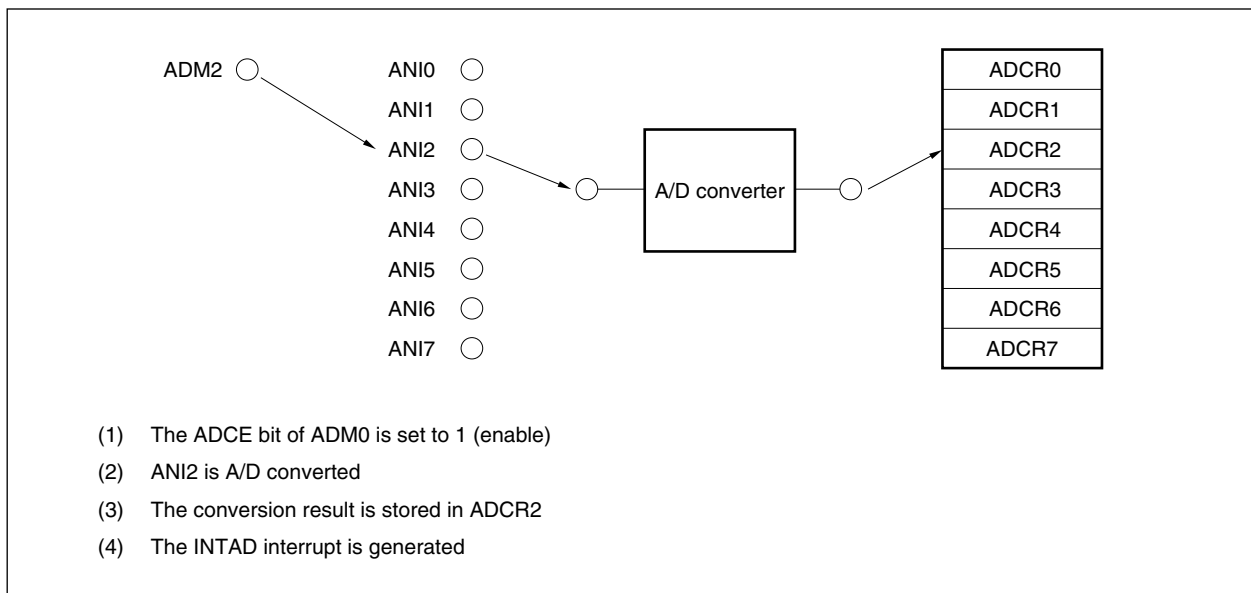 ADM2 ANI0 ADCR0
ANI1 ADCR1
ANI2 ADCR2
ANI3 A/D converter ADCR3
ANI4 ADCR4
ANI5 ADCR5
ANI6 ADCR6
ANI7 ADCR7
(1) The ADCE bit of ADM0 is set to 1 (enable)
(2) ANI2 is A/D converted
(3) The conversion result is stored in ADCR2
(4) The INTAD interrupt is generated